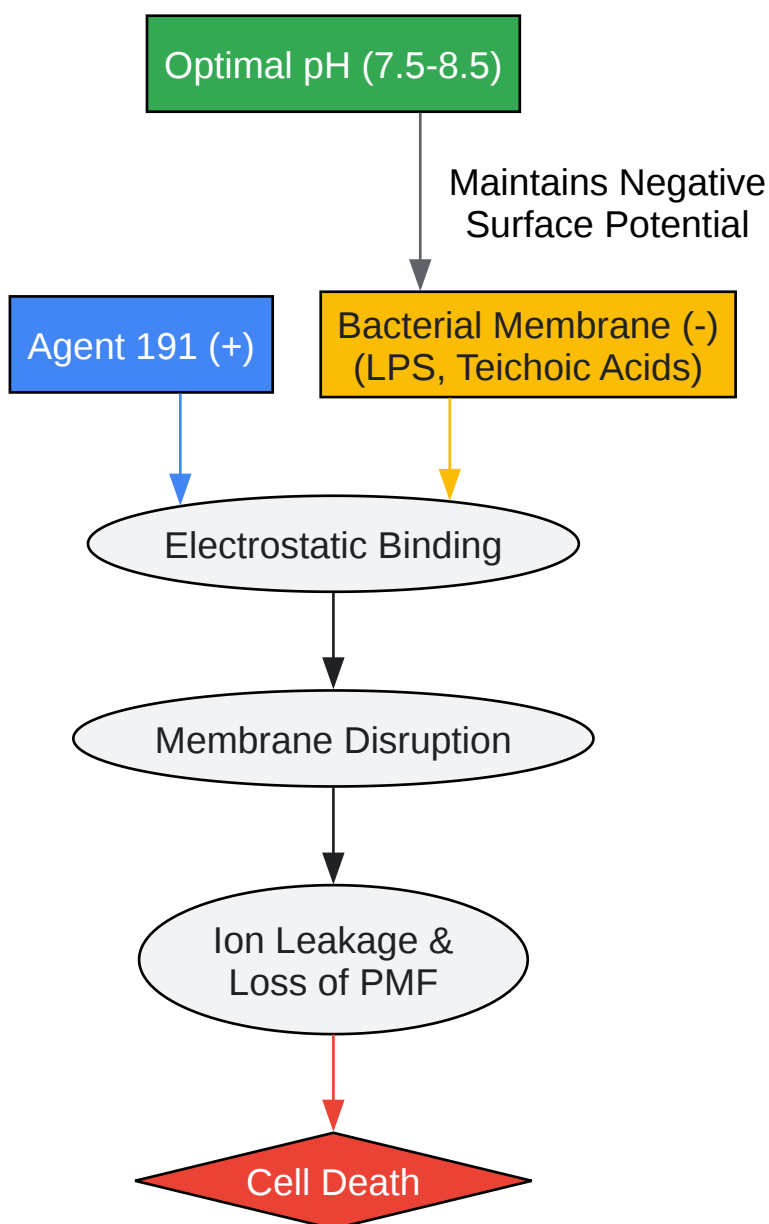 Optimal pH (7.5-8.5)
Maintains Negative
Surface Potential
Agent 191 (+)
Bacterial Membrane (-)
(LPS, Teichoic Acids)
Electrostatic Binding
Membrane Disruption
Ion Leakage &
Loss of PMF
Cell Death